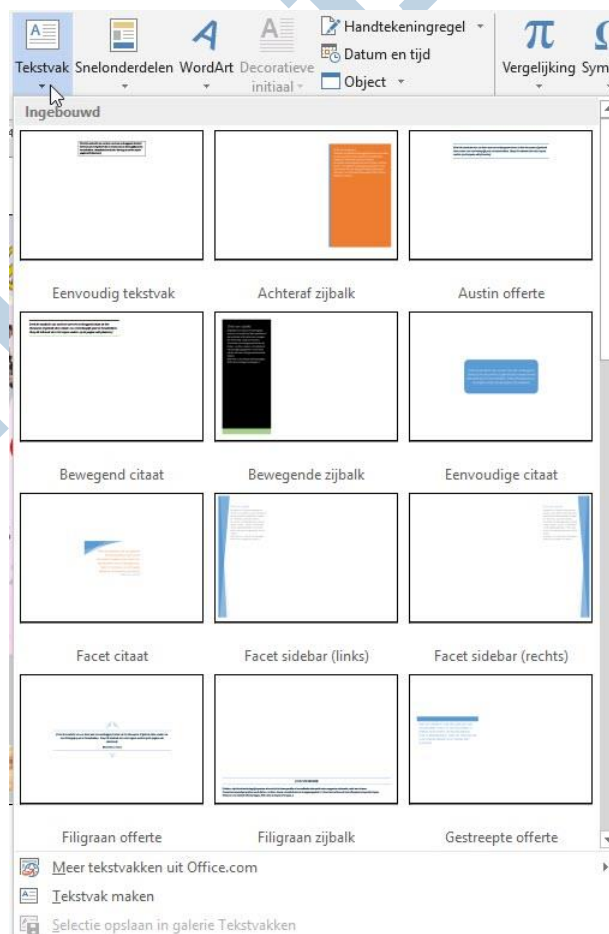 Handtekeningregel
Datum en tijd
Object
Tekstvak Snelonderdelen WordArt Decoratieve initiaal Vergelijking
Ingebouwd
Eenvoudig tekstvak Achteraf zijbalk Austin offerte
Bewegend citaat Bewegende zijbalk Eenvoudige citaat
Facet citaat Facet sidebar (links) Facet sidebar (rechts)
Filigraan offerte Filigraan zijbalk Gestreepte offerte
Meer tekstvakken uit Office.com
Tekstvak maken
Selectie opslaan in galerie Tekstvakken